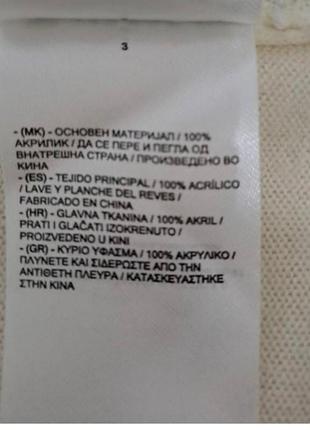 3
- (MK) - ОСНОВЕН МАТЕРИЈАЛ / 100%
АКРИЛИК / ДА СЕ ПЕРЕ И ПЕГЛА ОД
ВНАТРЕШНА СТРАНА / ПРОИЗВЕДЕНО ВО
КИНА
- (ES) - TEJIDO PRINCIPAL / 100% ACRÍLICO
/ LAVE Y PLANCHE DEL REVES /
FABRICADO EN CHINA
- (HR) - GLAVNA TKANINA / 100% AKRIL /
PRATI I GLAČATI IZOKRENUTO /
PROIZVEDENO U KINI
- (GR) - ΚΥΡΙΟ ΥΦΑΣΜΑ / 100% ΑΚΡΥΛΙΚΟ /
ΠΛΥΝΕΤΕ ΚΑΙ ΣΙΔΕΡΩΣΤΕ ΑΠΟ ΤΗΝ
ΑΝΤΙΘΕΤΗ ΠΛΕΥΡΑ / ΚΑΤΑΣΚΕΥΑΣΤΗΚΕ
ΣΤΗΝ ΚΙΝΑ